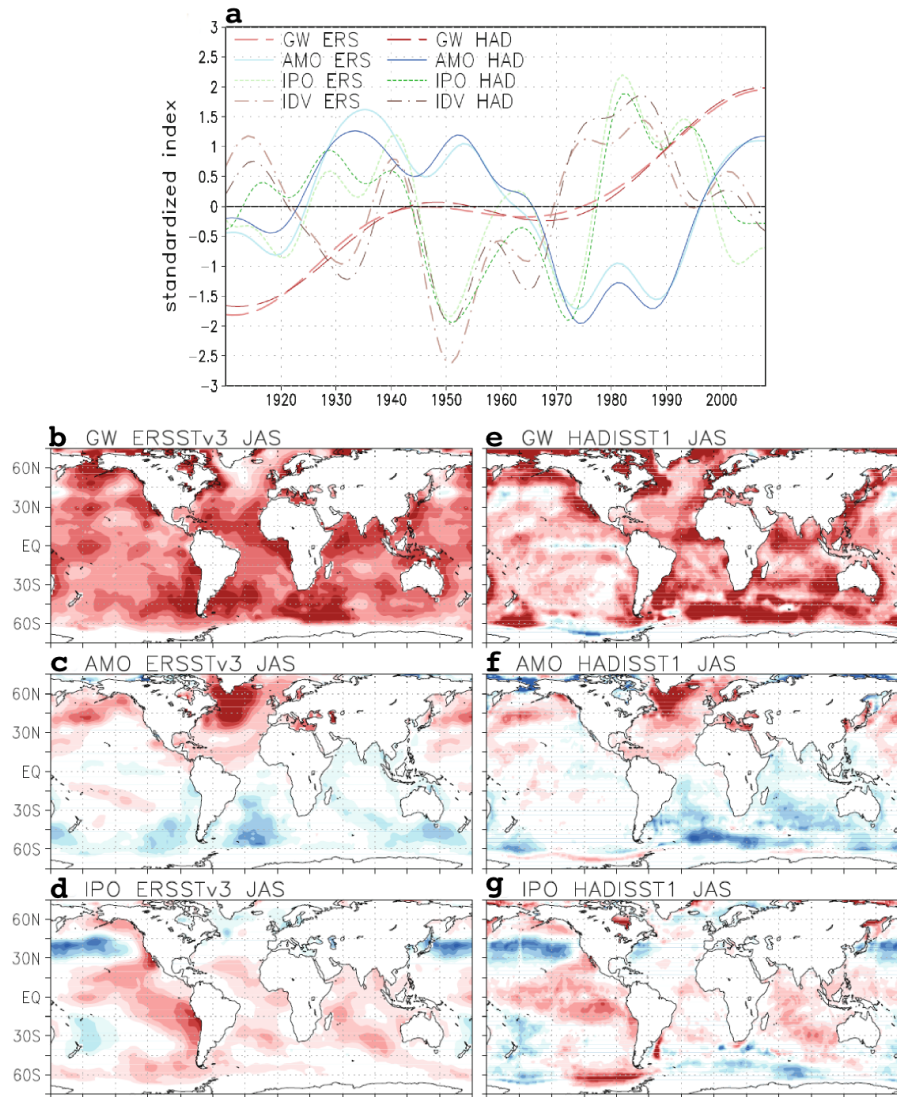 a
3
2.5
2
1.5
1
0.5
0
−0.5
−1
−1.5
−2
−2.5
−3
standardized index
GW ERS GW HAD
AMO ERS AMO HAD
IPO ERS IPO HAD
IDV ERS IDV HAD
1920 1930 1940 1950 1960 1970 1980 1990 2000
b GW ERSSTv3 JAS
e GW HADISST1 JAS
60N
30N
EQ
30S
60S
c AMO ERSSTv3 JAS
f AMO HADISST1 JAS
60N
30N
EQ
30S
60S
d IPO ERSSTv3 JAS
g IPO HADISST1 JAS
60N
30N
EQ
30S
60S